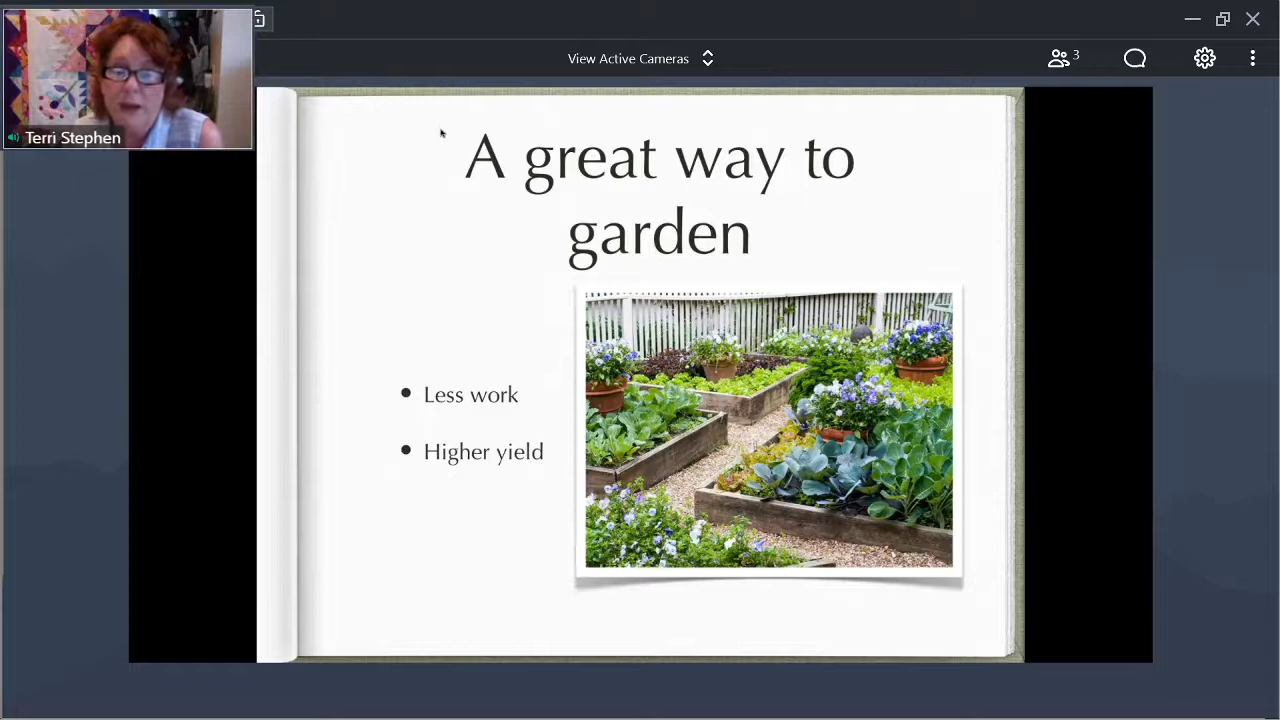 View Active Cameras
3
Terri Stephen
A great way to
garden
• Less work
• Higher yield